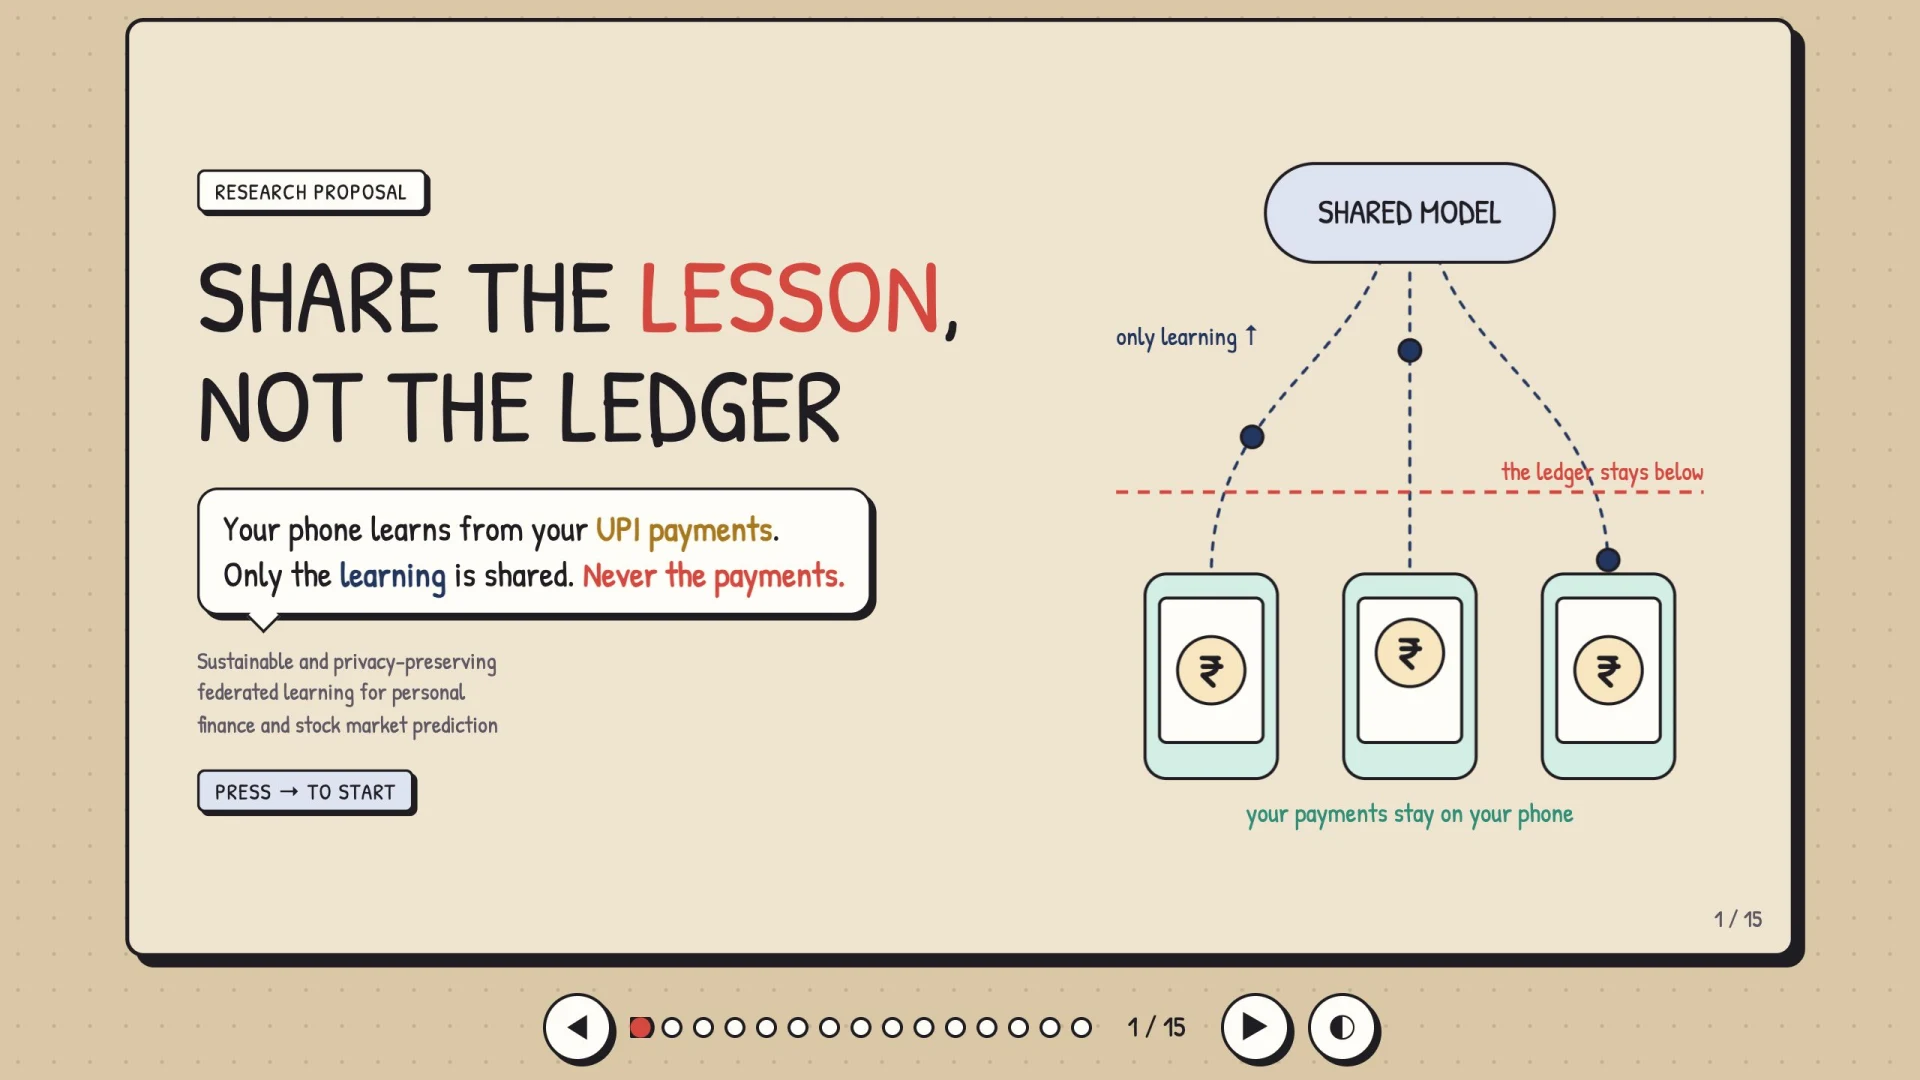 RESEARCH PROPOSAL
SHARE THE LESSON,
NOT THE LEDGER
Your phone learns from your UPI payments.
Only the learning is shared. Never the payments.
Sustainable and privacy-preserving
federated learning for personal
finance and stock market prediction
PRESS → TO START
SHARED MODEL
only learning ↑
the ledger stays below
₹
₹
₹
your payments stay on your phone
1 / 15
1 / 15